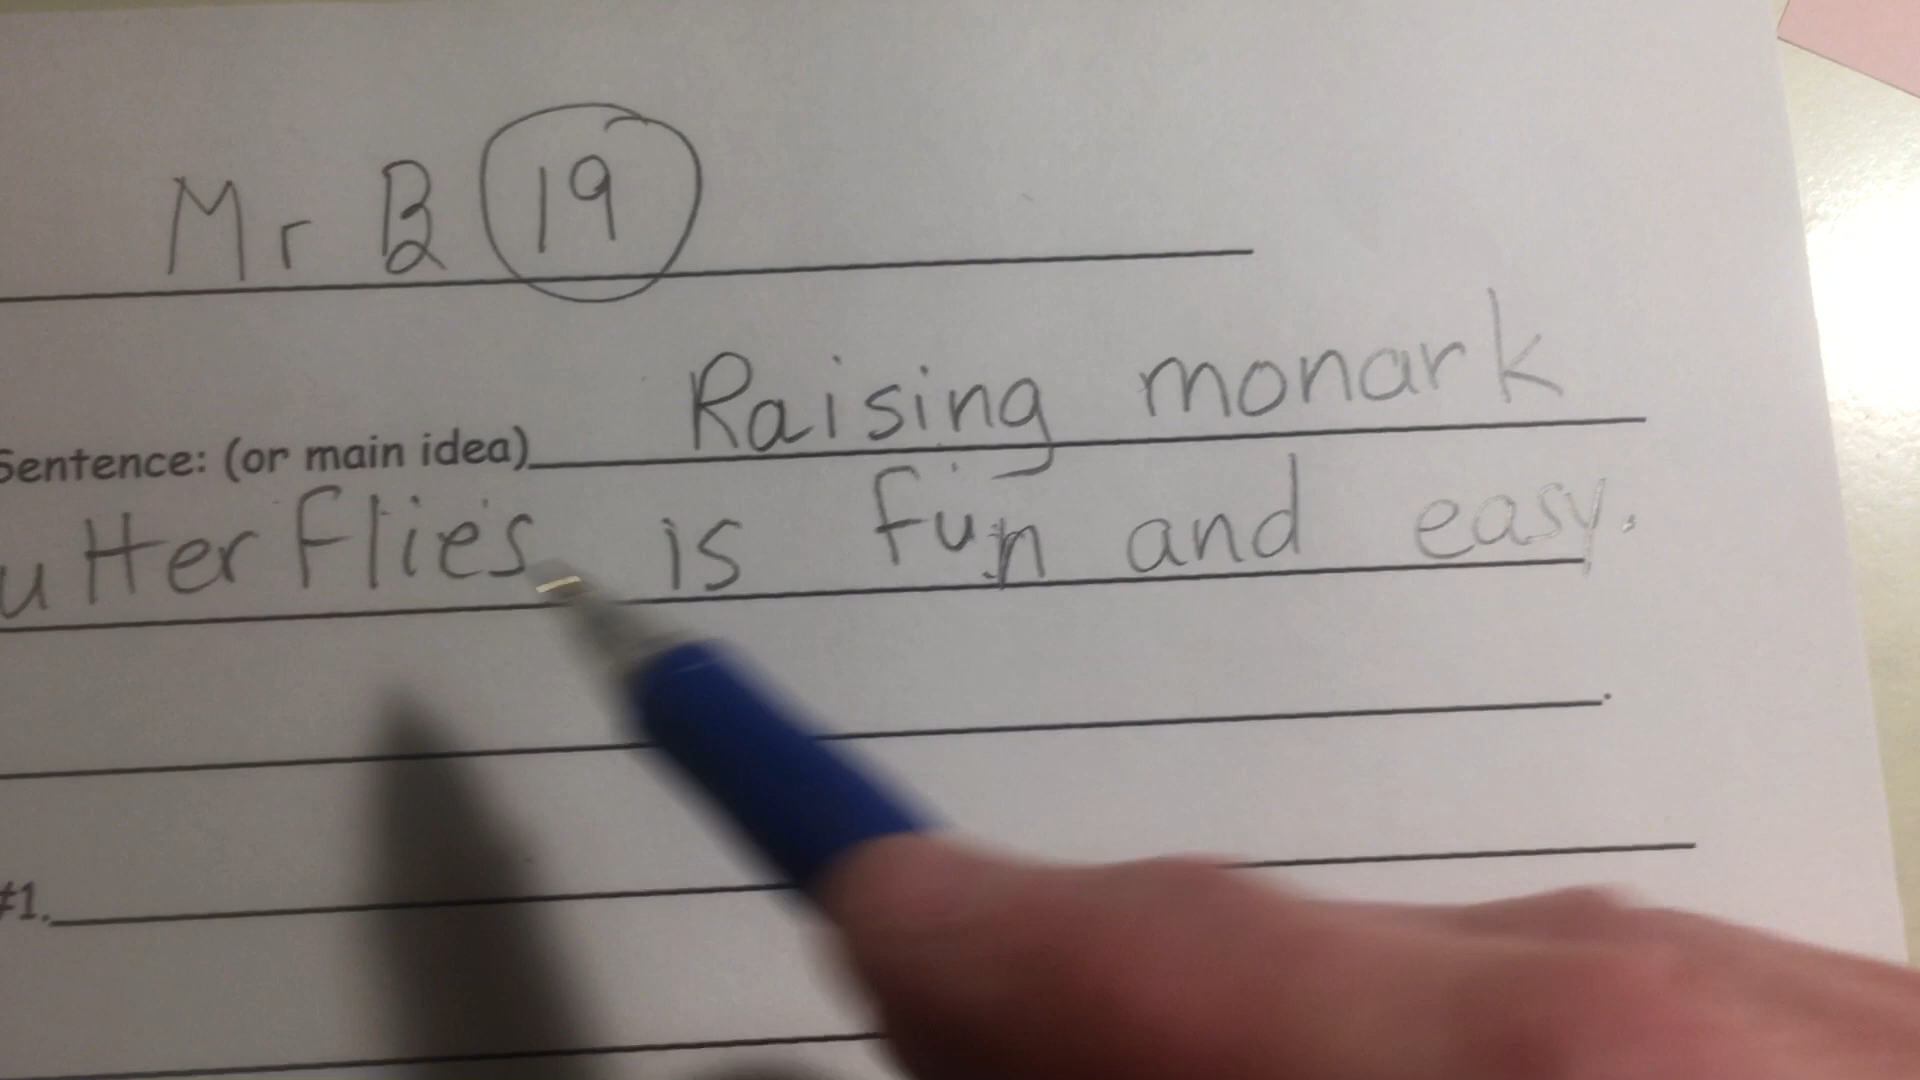 Mr B 19
Sentence: (or main idea) Raising monark
utterflies is fun and easy.
#1.